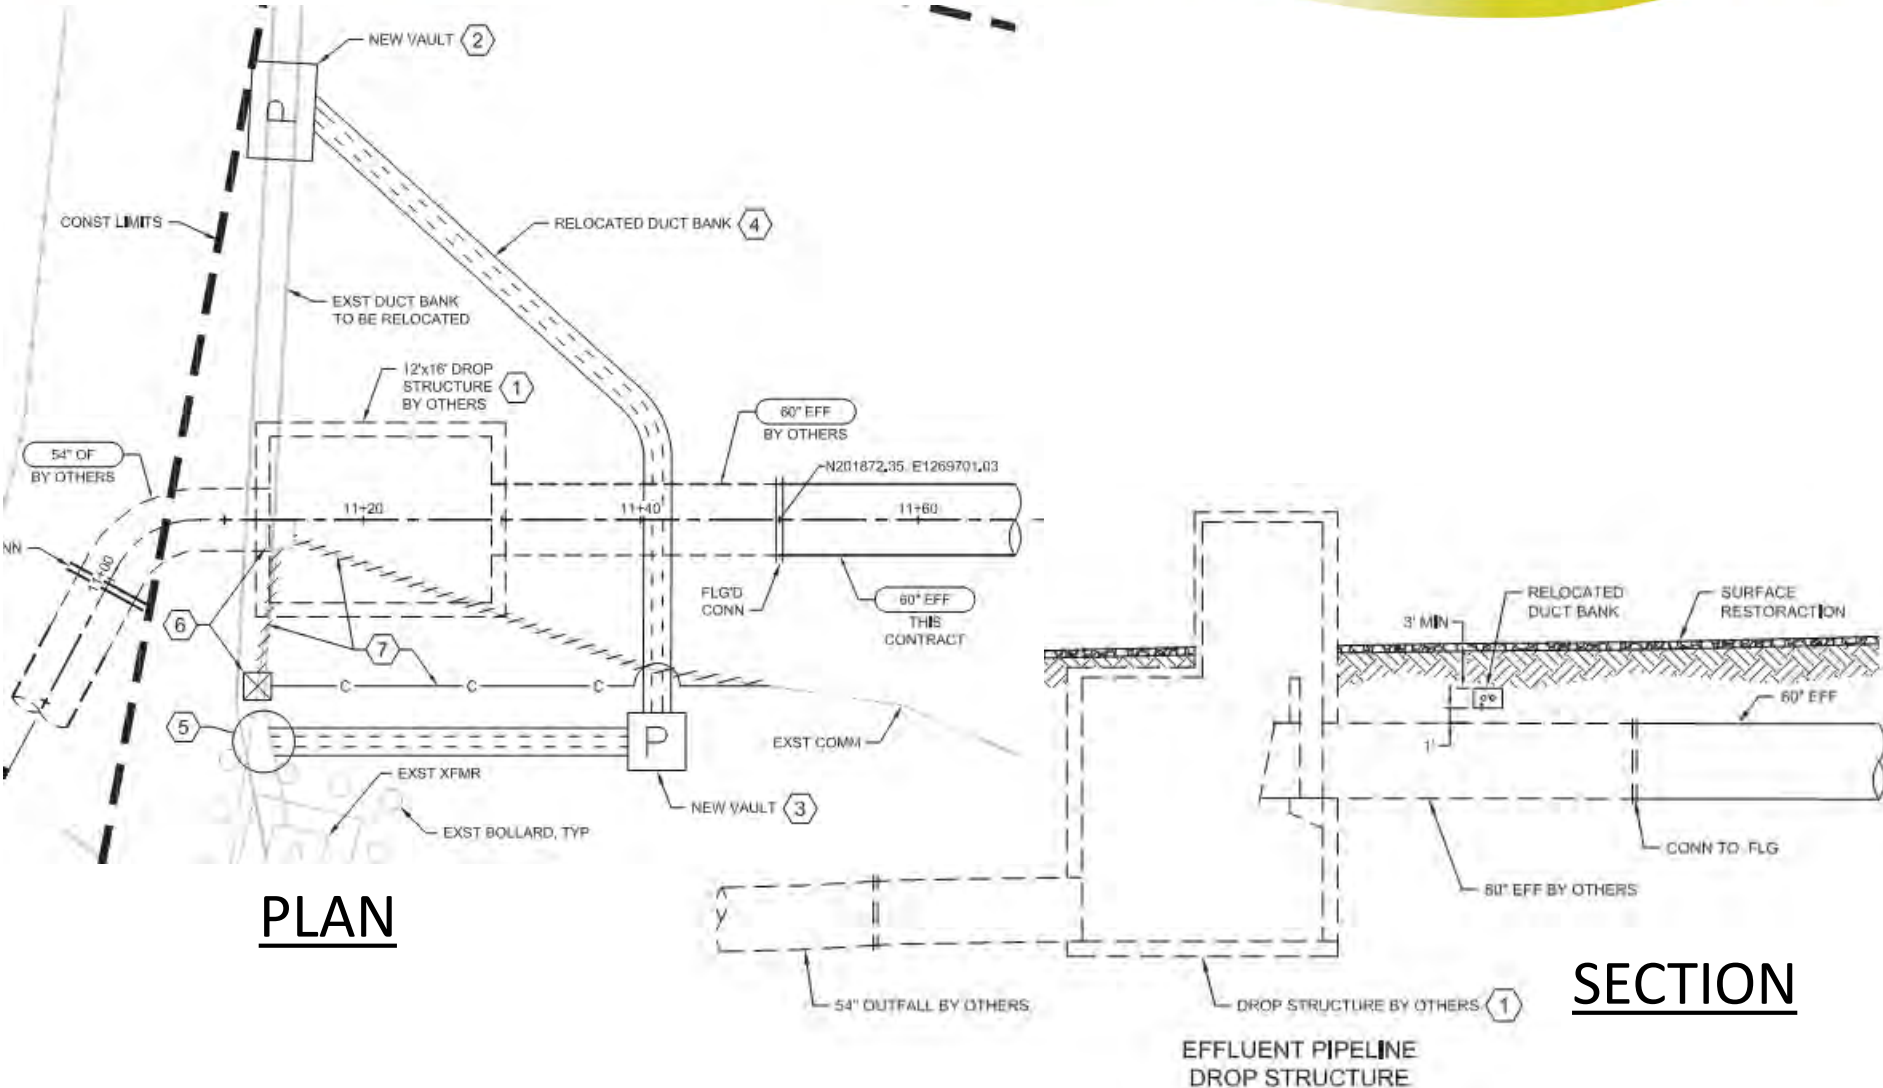 NEW VAULT 2
P
CONST LIMITS
RELOCATED DUCT BANK 4
EXST DUCT BANK
TO BE RELOCATED
12'x16' DROP
STRUCTURE 1
BY OTHERS
60" EFF
BY OTHERS
54" OF
BY OTHERS
N201872.35 E1269701.03
11+20
11+40
11+60
NN
11+00
FLG'D
CONN
60" EFF
THIS
CONTRACT
6
7
C C C
5
P
EXST COMM
EXST XFMR
NEW VAULT 3
EXST BOLLARD, TYP
PLAN
RELOCATED
DUCT BANK
SURFACE
RESTORACTION
3' MIN
60" EFF
1'
CONN TO FLG
60" EFF BY OTHERS
54" OUTFALL BY OTHERS
DROP STRUCTURE BY OTHERS 1
SECTION
EFFLUENT PIPELINE
DROP STRUCTURE